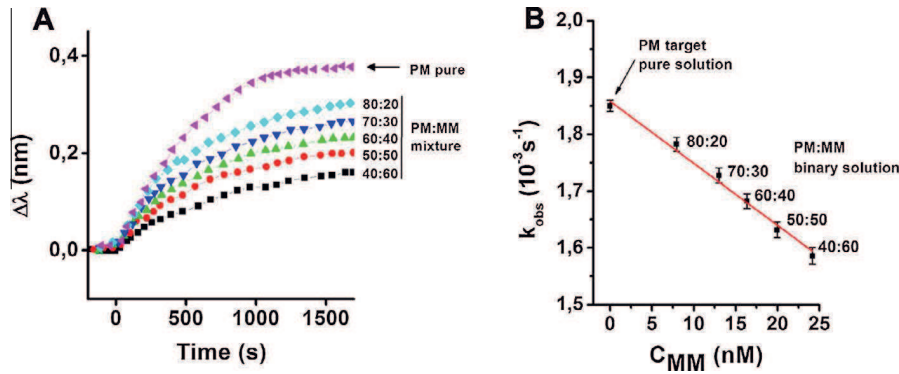 A
Δλ (nm)
0,4
0,2
0,0
PM pure
80:20
70:30
60:40
50:50
40:60
PM:MM
mixture
0
500
1000
1500
Time (s)
B
k_obs (10⁻³s⁻¹)
2,0
1,9
1,8
1,7
1,6
1,5
PM target
pure solution
80:20
70:30
60:40
50:50
40:60
PM:MM
binary solution
0
5
10
15
20
25
C_MM (nM)